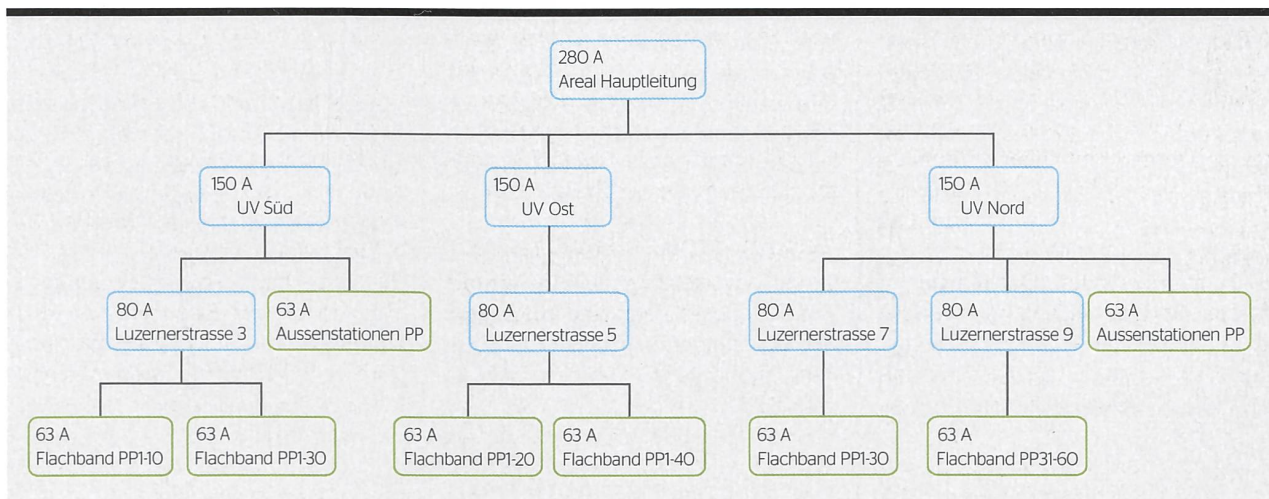 280 A
Areal Hauptleitung
150 A
UV Süd
150 A
UV Ost
150 A
UV Nord
80 A
Luzernerstrasse 3
63 A
Aussenstationen PP
80 A
Luzernerstrasse 5
80 A
Luzernerstrasse 7
80 A
Luzernerstrasse 9
63 A
Aussenstationen PP
63 A
Flachband PP1-10
63 A
Flachband PP1-30
63 A
Flachband PP1-20
63 A
Flachband PP1-40
63 A
Flachband PP1-30
63 A
Flachband PP31-60